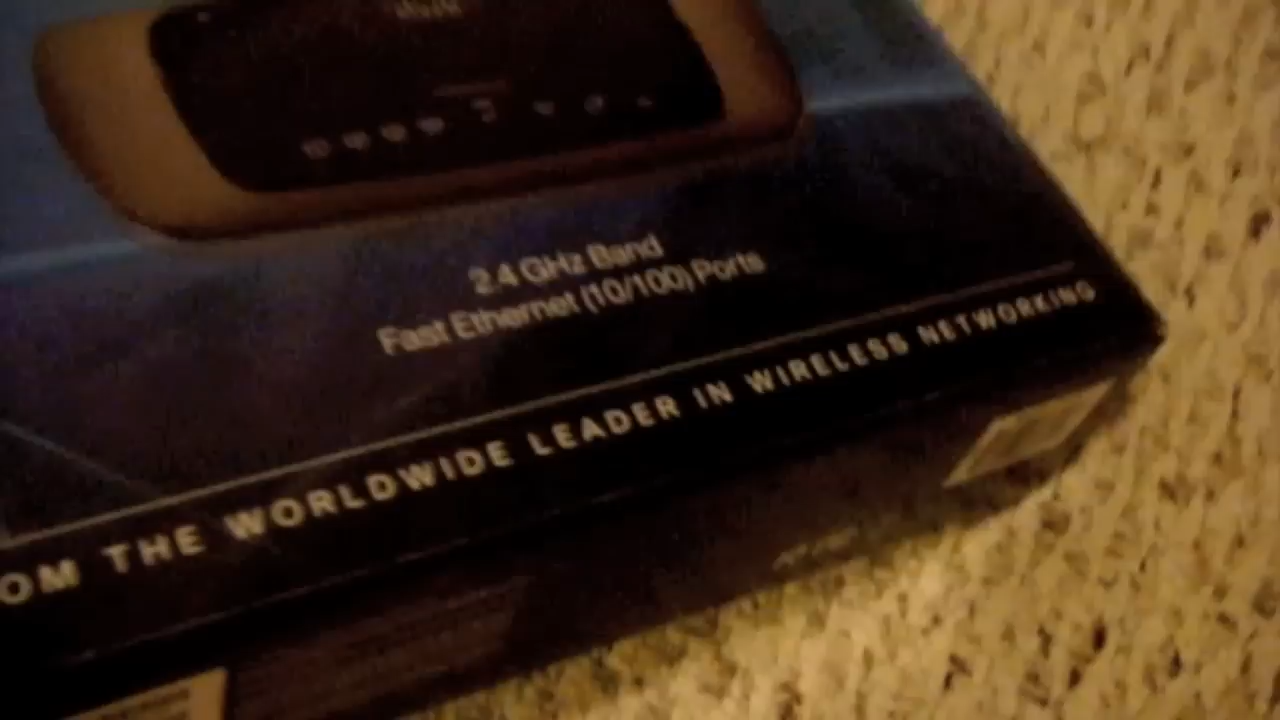 2.4 GHz Band
Fast Ethernet (10/100) Ports
OM THE WORLDWIDE LEADER IN WIRELESS NETWORKING